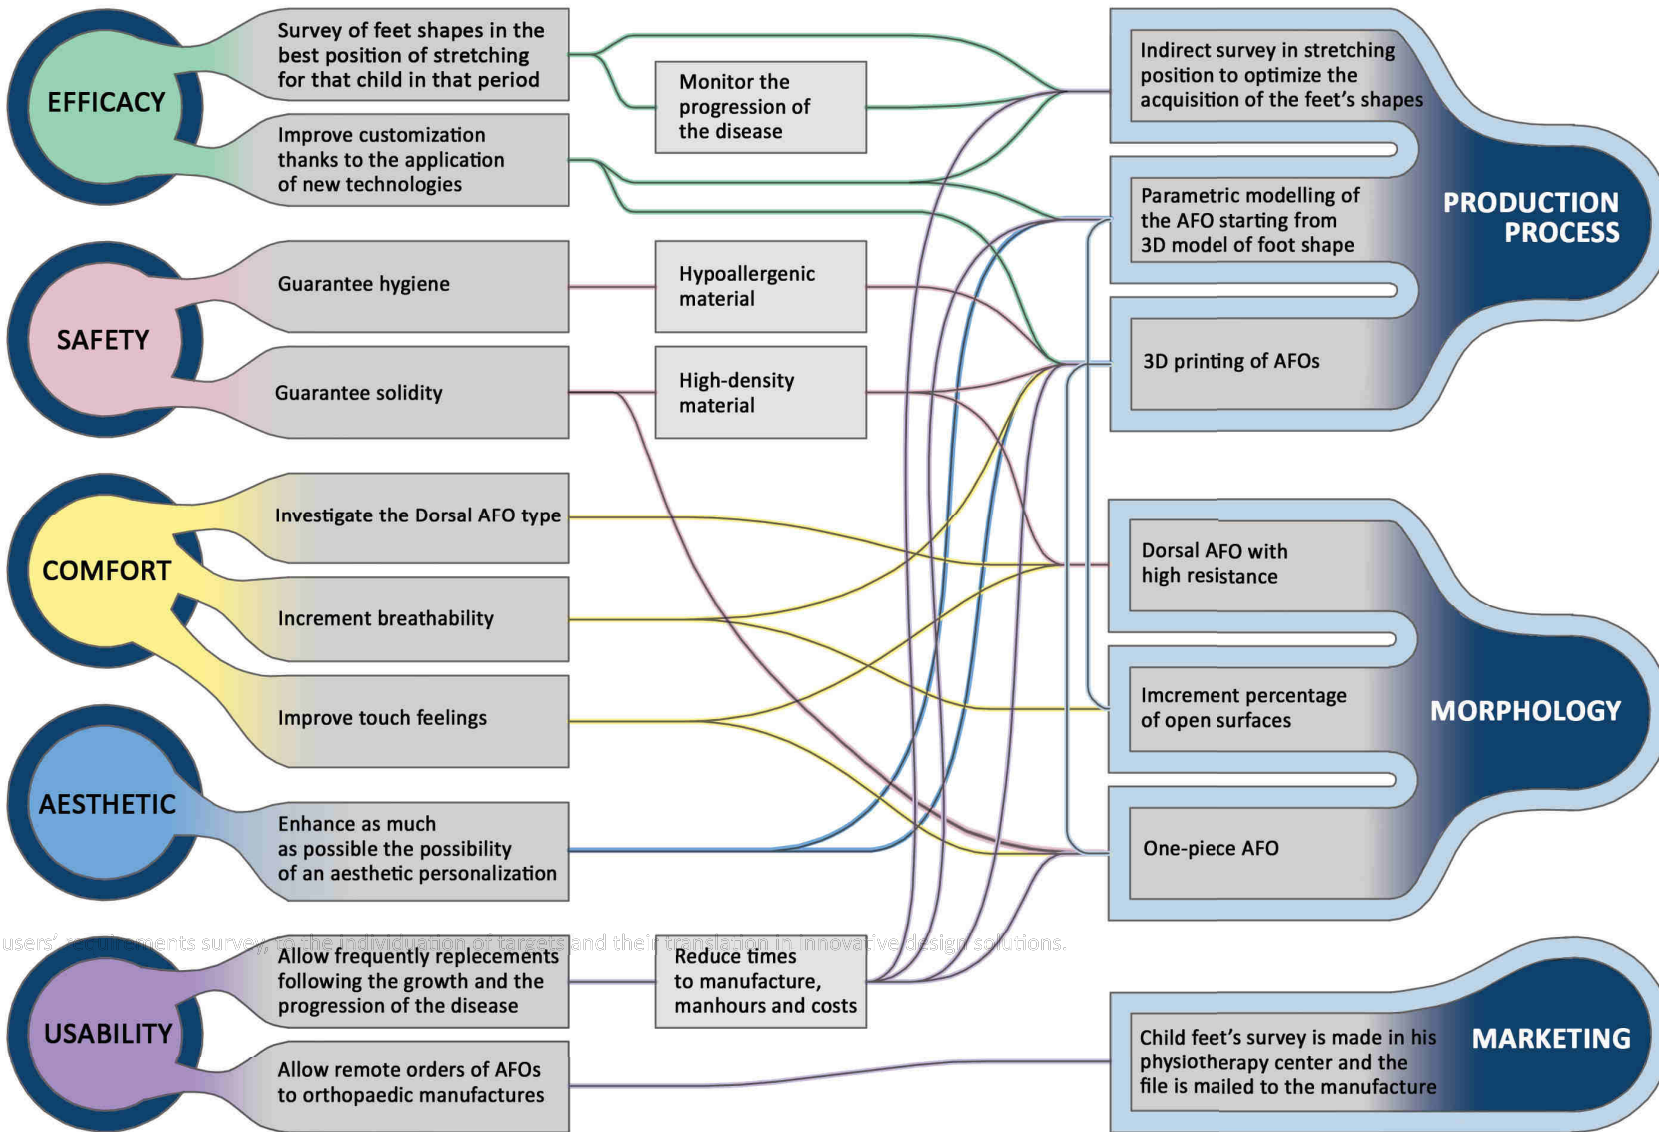 EFFICACY
Survey of feet shapes in the
best position of stretching
for that child in that period
Improve customization
thanks to the application
of new technologies
Monitor the
progression of
the disease
SAFETY
Guarantee hygiene
Guarantee solidity
Hypoallergenic
material
High-density
material
COMFORT
Investigate the Dorsal AFO type
Increment breathability
Improve touch feelings
AESTHETIC
Enhance as much
as possible the possibility
of an aesthetic personalization
users' requirements survey, to the individuation of targets and their translation in innovative design solutions.
USABILITY
Allow frequently replecements
following the growth and the
progression of the disease
Allow remote orders of AFOs
to orthopaedic manufactures
Reduce times
to manufacture,
manhours and costs
Indirect survey in stretching
position to optimize the
acquisition of the feet's shapes
Parametric modelling of
the AFO starting from
3D model of foot shape
3D printing of AFOs
PRODUCTION
PROCESS
Dorsal AFO with
high resistance
Imcrement percentage
of open surfaces
One-piece AFO
MORPHOLOGY
Child feet's survey is made in his
physiotherapy center and the
file is mailed to the manufacture
MARKETING